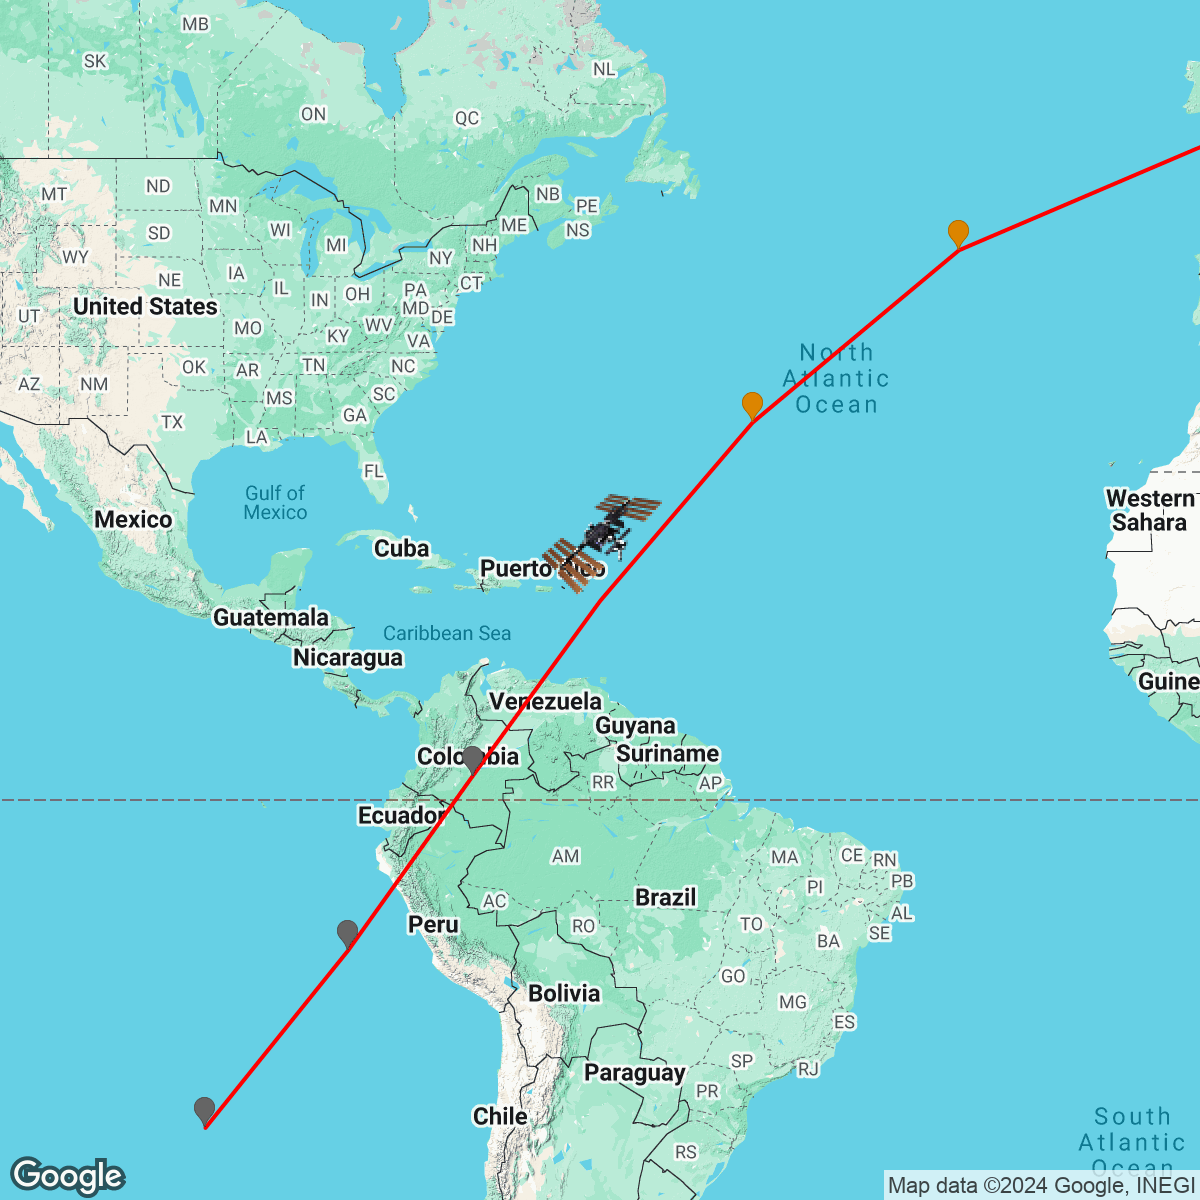 MB
SK
NL
ON
QC
MT
ND
MN
NB
PE
ME
NS
SD
WI
MI
NH
WY
NY
IA
NE
CT
IL
IN
OH
PA
United States
MD
DE
UT
MO
KY
WV
VA
North
Atlantic
Ocean
OK
AR
TN
NC
AZ
NM
MS
SC
TX
GA
LA
FL
Gulf of
Mexico
Mexico
Western
Sahara
Cuba
Puerto
Guatemala
Caribbean Sea
Nicaragua
Guine
Venezuela
Guyana
Suriname
Colombia
RR
AP
Ecuador
AM
MA
CE
RN
PI
PB
AC
Brazil
AL
Peru
RO
TO
SE
BA
GO
Bolivia
MG
ES
SP
RJ
Paraguay
PR
Chile
RS
South
Atlantic
Ocean
Google
Map data ©2024 Google, INEGI